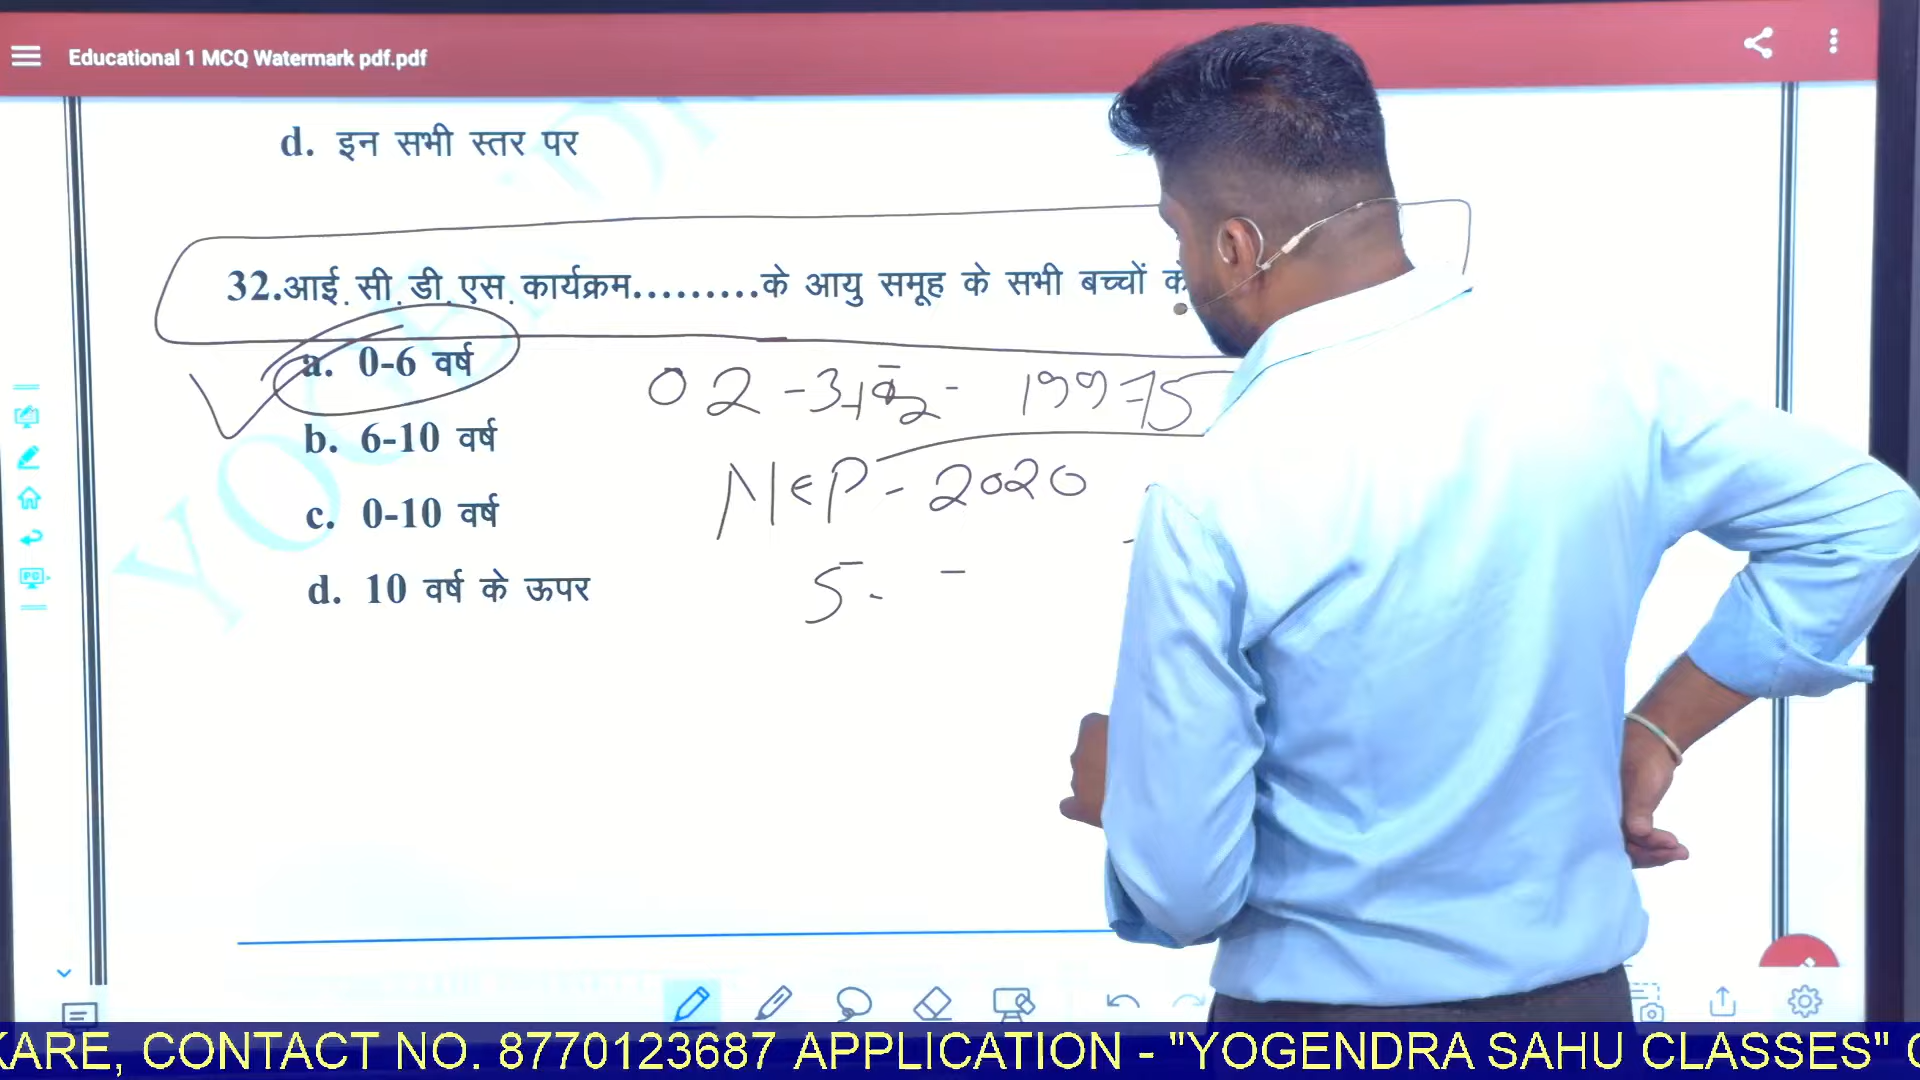 Educational 1 MCQ Watermark pdf.pdf
d. इन सभी स्तर पर
32.आई.सी.डी.एस.कार्यक्रम.........के आयु समूह के सभी बच्चों के
a. 0-6 वर्ष
02 -
b. 6-10 वर्ष
NEP - 2020
c. 0-10 वर्ष
5. -
d. 10 वर्ष के ऊपर
KARE, CONTACT NO. 8770123687 APPLICATION - "YOGENDRA SAHU CLASSES"